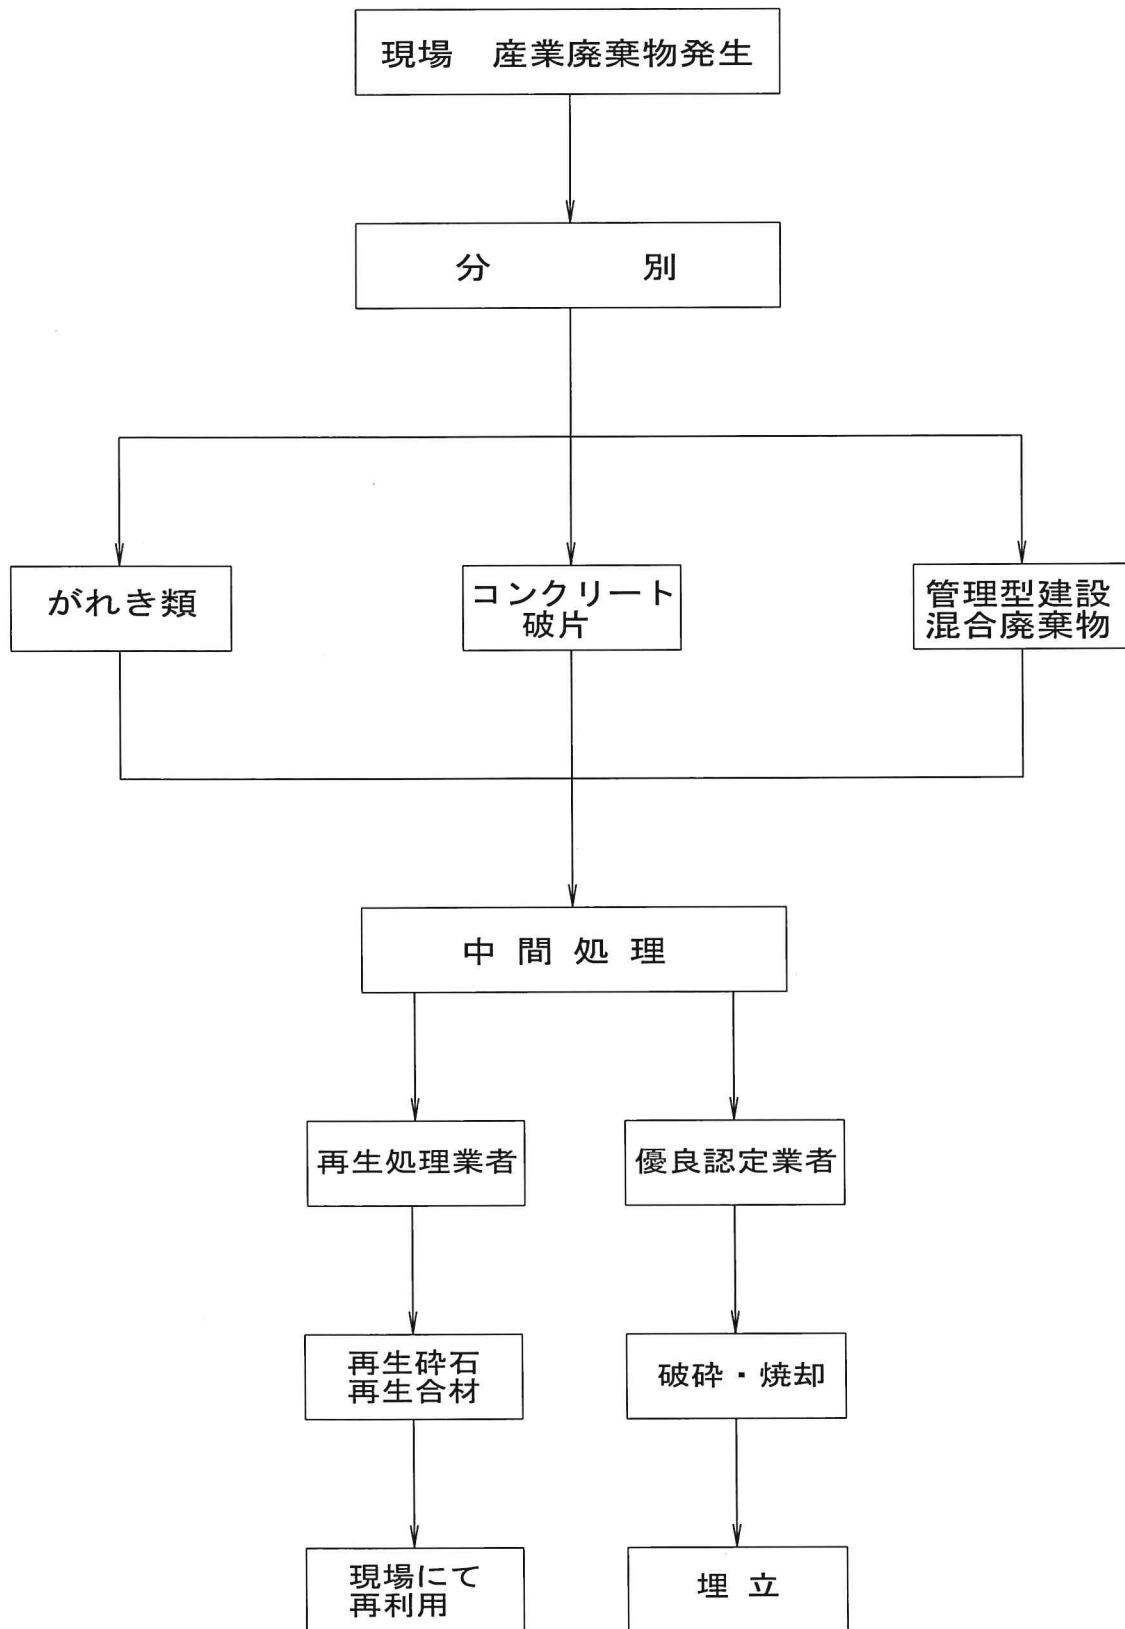 現場　産業廃棄物発生
分　　　　別
がれき類
コンクリート
破片
管理型建設
混合廃棄物
中 間 処 理
再生処理業者
優良認定業者
再生砕石
再生合材
破砕・焼却
現場にて
再利用
埋 立